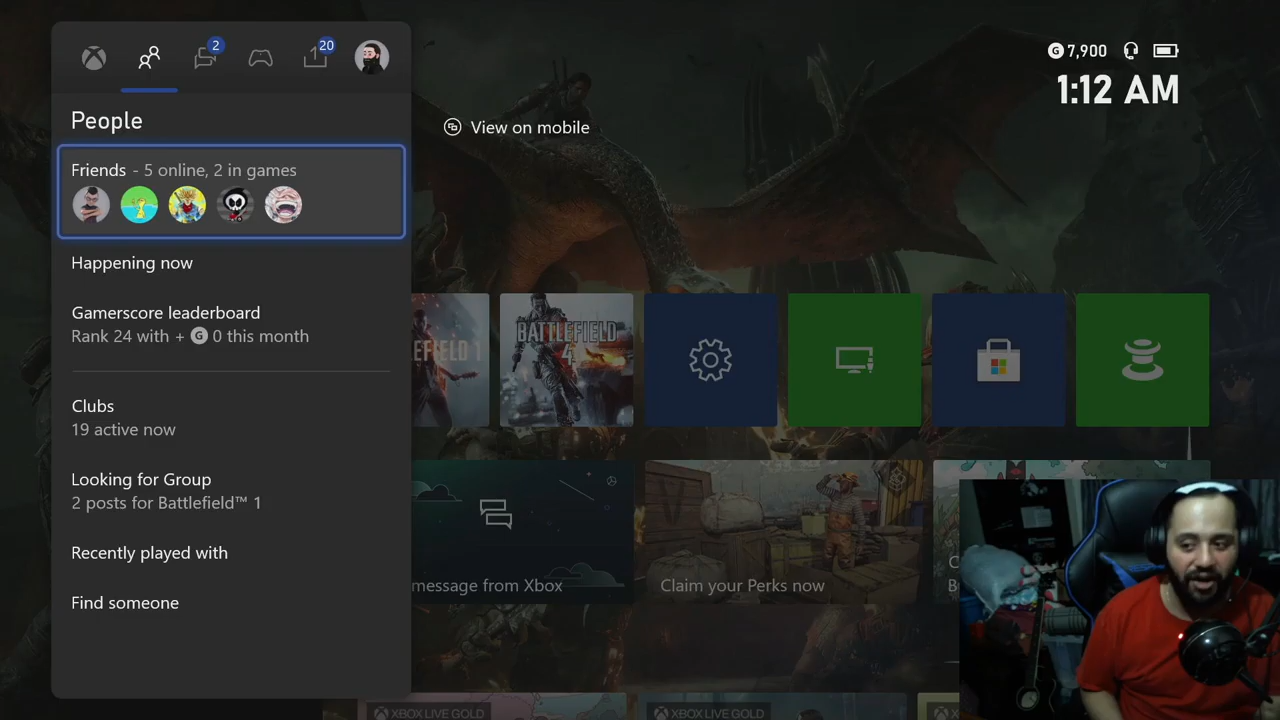 2
20
People
Friends - 5 online, 2 in games
Happening now
Gamerscore leaderboard
Rank 24 with + G 0 this month
Clubs
19 active now
Looking for Group
2 posts for Battlefield™ 1
Recently played with
Find someone
View on mobile
G 7,900
1:12 AM
EFIELD 1
BATTLEFIELD
4
message from Xbox
Claim your Perks now
XBOX LIVE GOLD
XBOX LIVE GOLD